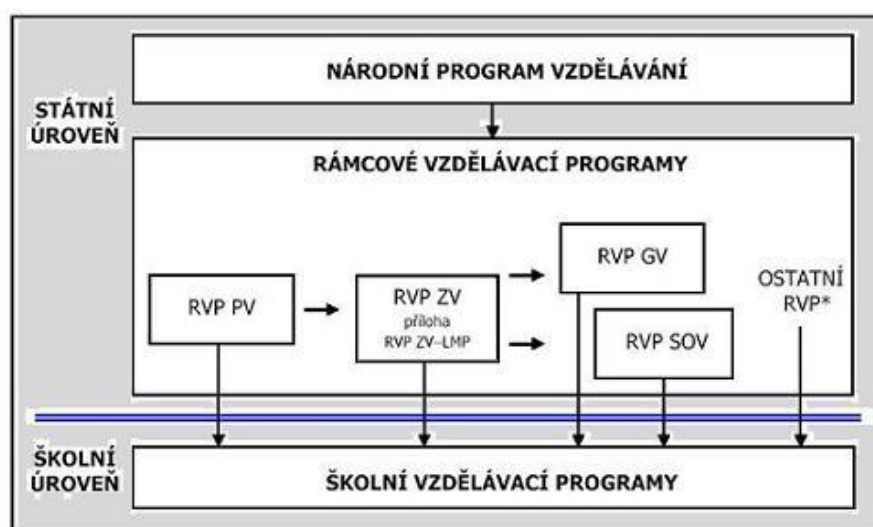 NÁRODNÍ PROGRAM VZDĚLÁVÁNÍ
STÁTNÍ
ÚROVEŇ
RÁMCOVÉ VZDĚLÁVACÍ PROGRAMY
RVP PV
RVP ZV
příloha
RVP ZV–LMP
RVP GV
RVP SOV
OSTATNÍ
RVP*
ŠKOLNÍ
ÚROVEŇ
ŠKOLNÍ VZDĚLÁVACÍ PROGRAMY